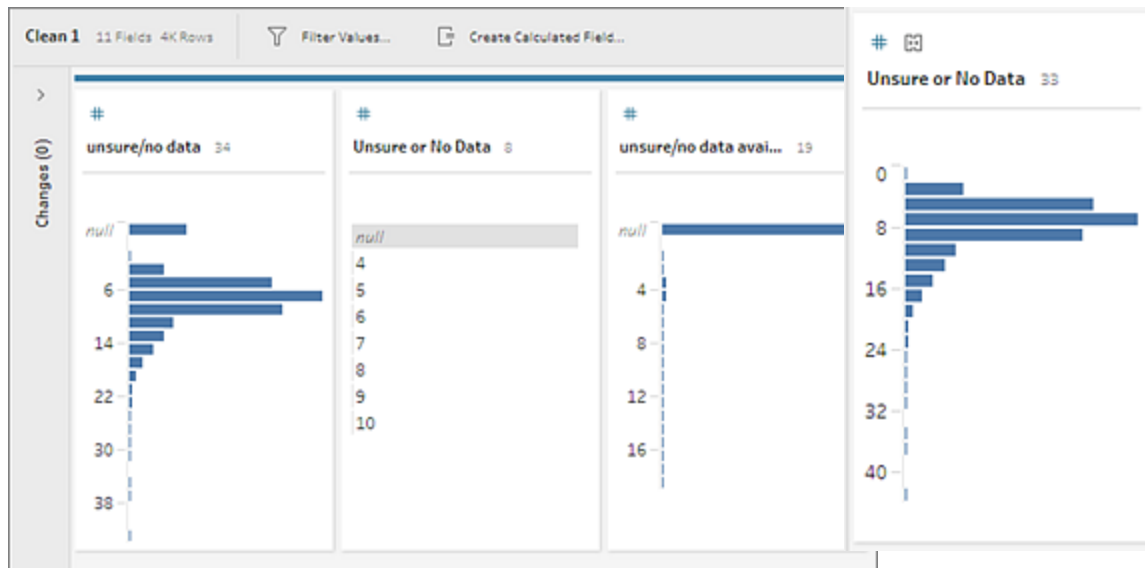 Clean 1 11 Fields 4K Rows Filter Values... Create Calculated Field...
Changes (0)
unsure/no data 34
null
6
14
22
30
38
Unsure or No Data 8
null
4
5
6
7
8
9
10
unsure/no data avai... 19
null
4
8
12
16
Unsure or No Data 33
0
8
16
24
32
40